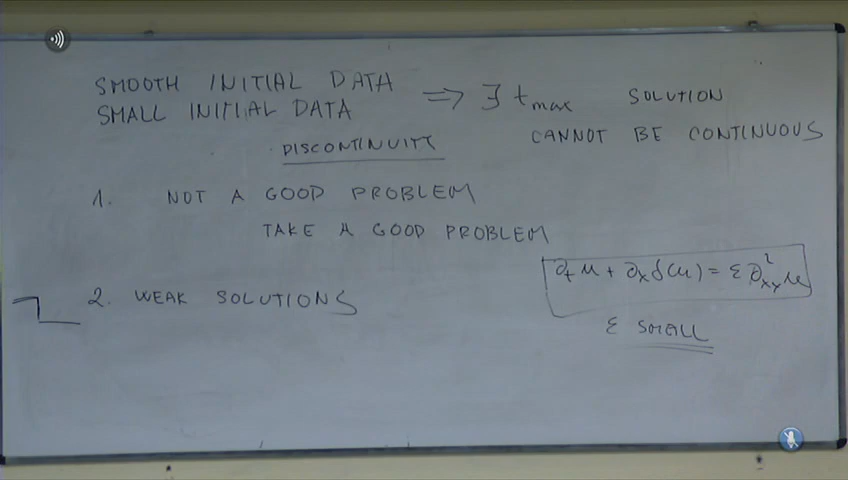 SMOOTH INITIAL DATA
SMALL INITIAL DATA
⇒ ∃ t_max SOLUTION
CANNOT BE CONTINUOUS
DISCONTINUITY
1. NOT A GOOD PROBLEM
TAKE A GOOD PROBLEM
∂_t u + ∂_x f(u) = ε ∂²_xx u
ε SMALL
2. WEAK SOLUTIONS